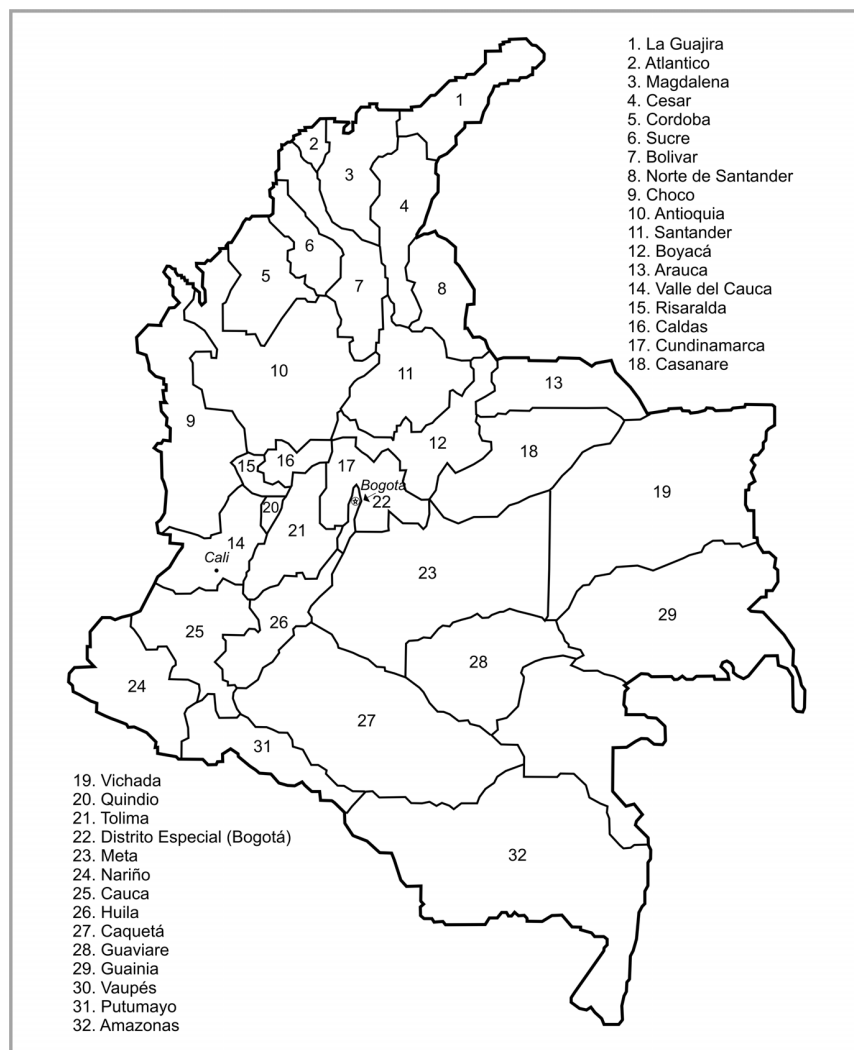 1. La Guajira
2. Atlantico
3. Magdalena
4. Cesar
5. Cordoba
6. Sucre
7. Bolivar
8. Norte de Santander
9. Choco
10. Antioquia
11. Santander
12. Boyacá
13. Arauca
14. Valle del Cauca
15. Risaralda
16. Caldas
17. Cundinamarca
18. Casanare
1
2
3
4
6
5
7
8
10
11
13
9
12
18
15
16
17
Bogota
19
20
22
21
14
Cali
23
29
26
25
28
24
27
31
32
19. Vichada
20. Quindio
21. Tolima
22. Distrito Especial (Bogotá)
23. Meta
24. Nariño
25. Cauca
26. Huila
27. Caquetá
28. Guaviare
29. Guainia
30. Vaupés
31. Putumayo
32. Amazonas